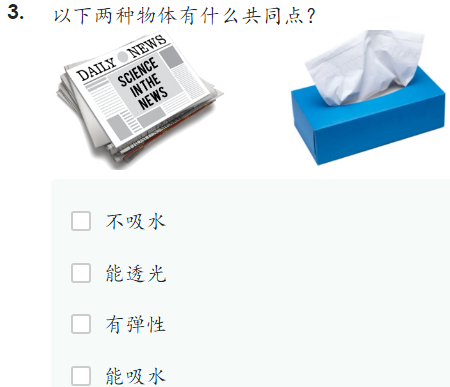 3. 以下两种物体有什么共同点?
DAILY NEWS
SCIENCE
IN THE
NEWS
不吸水
能透光
有弹性
能吸水